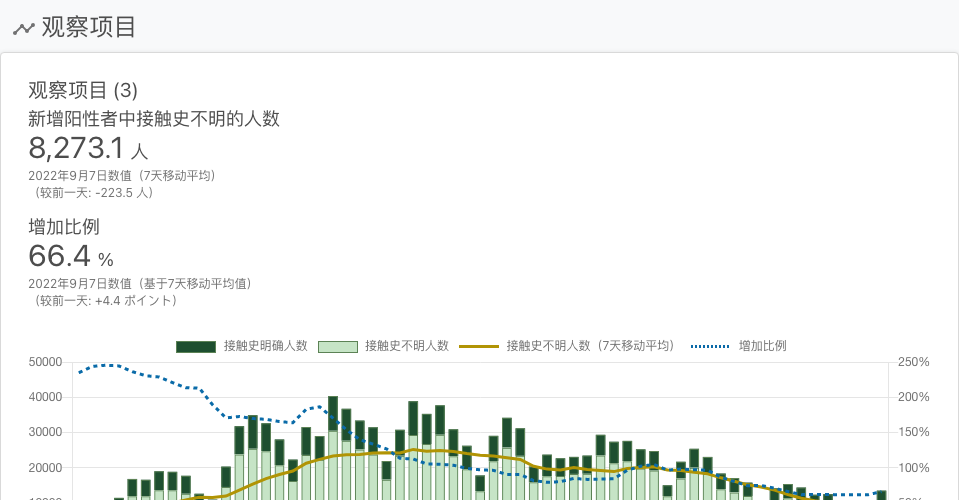 观察项目
观察项目 (3)
新增阳性者中接触史不明的人数
8,273.1 人
2022年9月7日数值（7天移动平均）
（较前一天: -223.5 人）
增加比例
66.4 %
2022年9月7日数值（基于7天移动平均值）
（较前一天: +4.4 ポイント）
接触史明确人数 接触史不明人数 接触史不明人数（7天移动平均） 增加比例
50000 250%
40000 200%
30000 150%
20000 100%